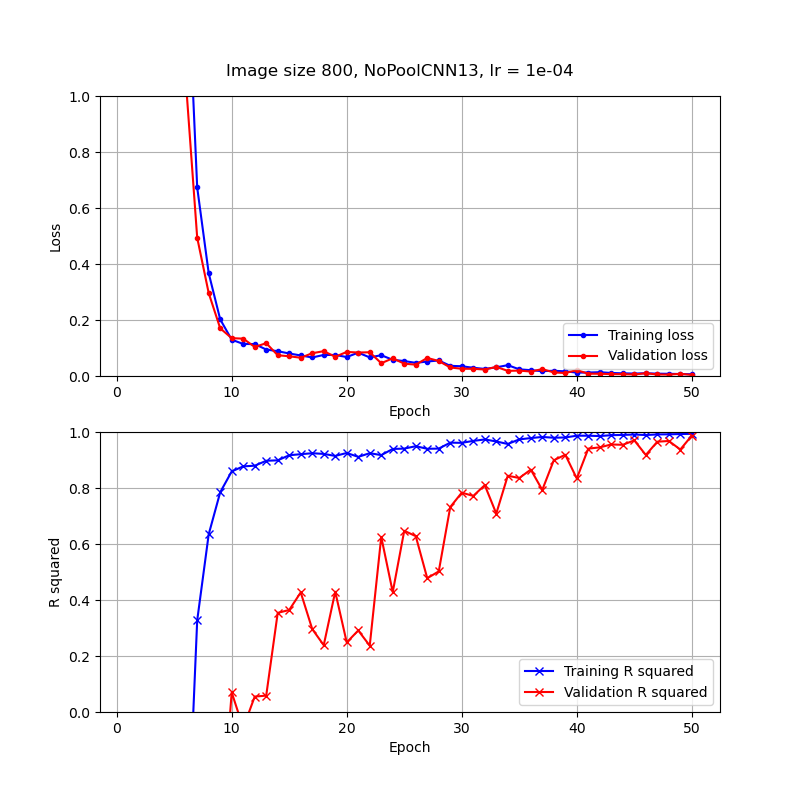 Image size 800, NoPoolCNN13, lr = 1e-04
1.0
0.8
0.6
0.4
0.2
0.0
Loss
Training loss
Validation loss
0 10 20 30 40 50
Epoch
1.0
0.8
0.6
0.4
0.2
0.0
R squared
Training R squared
Validation R squared
0 10 20 30 40 50
Epoch